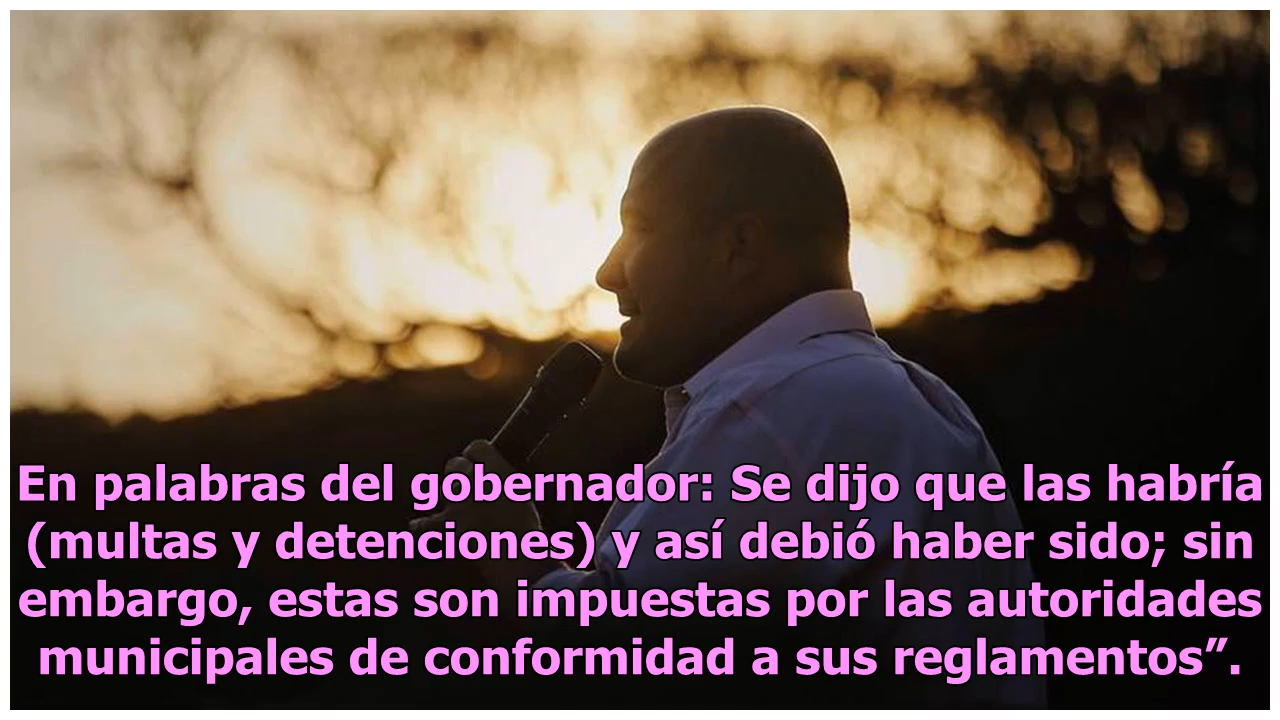 En palabras del gobernador: Se dijo que las habría
(multas y detenciones) y así debió haber sido; sin
embargo, estas son impuestas por las autoridades
municipales de conformidad a sus reglamentos”.